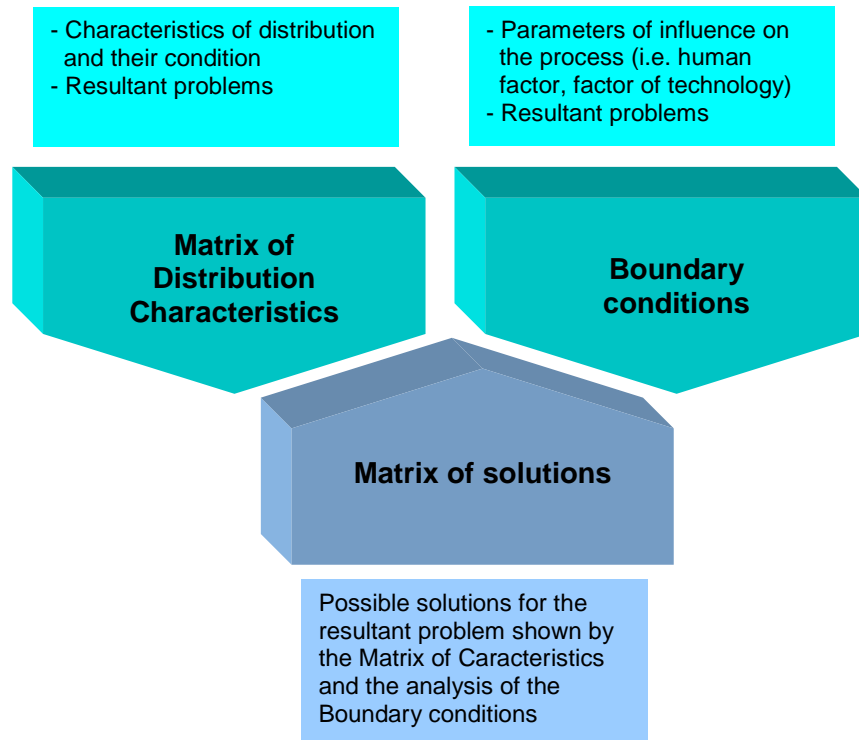 - Characteristics of distribution
and their condition
- Resultant problems
- Parameters of influence on
the process (i.e. human
factor, factor of technology)
- Resultant problems
Matrix of
Distribution
Characteristics
Boundary
conditions
Matrix of solutions
Possible solutions for the
resultant problem shown by
the Matrix of Caracteristics
and the analysis of the
Boundary conditions